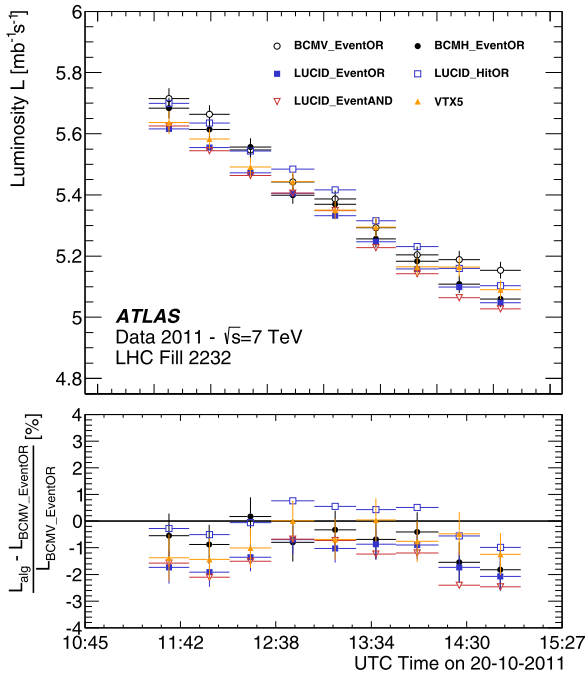 Luminosity L [mb⁻¹s⁻¹]
6
5.8
5.6
5.4
5.2
5
4.8
BCMV_EventOR
BCMH_EventOR
LUCID_EventOR
LUCID_HitOR
LUCID_EventAND
VTX5
ATLAS
Data 2011 - √s=7 TeV
LHC Fill 2232
L_alg - L_BCMV_EventOR
L_BCMV_EventOR
[%]
4
3
2
1
0
-1
-2
-3
-4
10:45 11:42 12:38 13:34 14:30 15:27
UTC Time on 20-10-2011